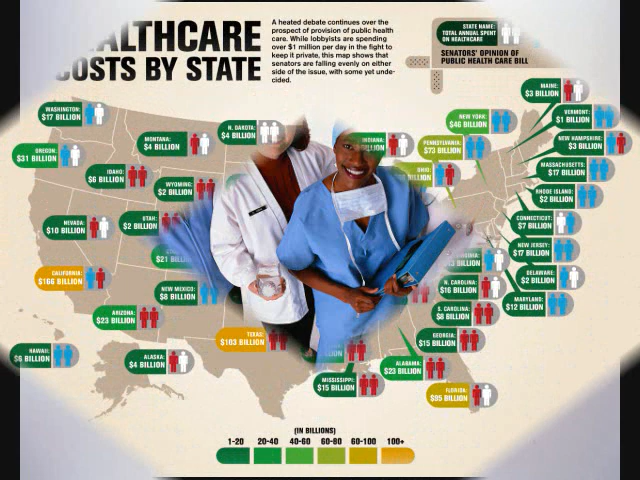 ALTHCARE
COSTS BY STATE
A heated debate continues over the
prospect of provision of public health
care. While lobbyists are spending
over $1 million per day in the fight to
keep it private, this map shows that
senators are falling evenly on either
side of the issue, with some yet unde-
cided.
STATE NAME:
TOTAL ANNUAL SPENT
ON HEALTHCARE
SENATORS' OPINION OF
PUBLIC HEALTH CARE BILL
WASHINGTON:
$17 BILLION
OREGON:
$31 BILLION
MONTANA:
$4 BILLION
IDAHO:
$6 BILLION
N. DAKOTA:
$4 BILLION
WYOMING:
$2 BILLION
NEVADA:
$10 BILLION
UTAH:
$2 BILLION
$21
CALIFORNIA:
$166 BILLION
NEW MEXICO:
$8 BILLION
ARIZONA:
$23 BILLION
TEXAS:
$103 BILLION
HAWAII:
$6 BILLION
ALASKA:
$4 BILLION
INDIANA:
BILLION
NEW YORK:
$46 BILLION
PENNSYLVANIA:
$73 BILLION
OHIO:
BILLION
MAINE:
$3 BILLION
VERMONT:
$1 BILLION
NEW HAMPSHIRE:
$3 BILLION
MASSACHUSETTS:
$17 BILLION
RHODE ISLAND:
$2 BILLION
CONNECTICUT:
$7 BILLION
NEW JERSEY:
$17 BILLION
DELAWARE:
$2 BILLION
MARYLAND:
$12 BILLION
BILLION
N. CAROLINA:
$16 BILLION
S. CAROLINA:
$8 BILLION
GEORGIA:
$15 BILLION
ALABAMA:
$23 BILLION
MISSISSIPPI:
$15 BILLION
FLORIDA:
$95 BILLION
(IN BILLIONS)
1-20 20-40 40-60 60-80 60-100 100+